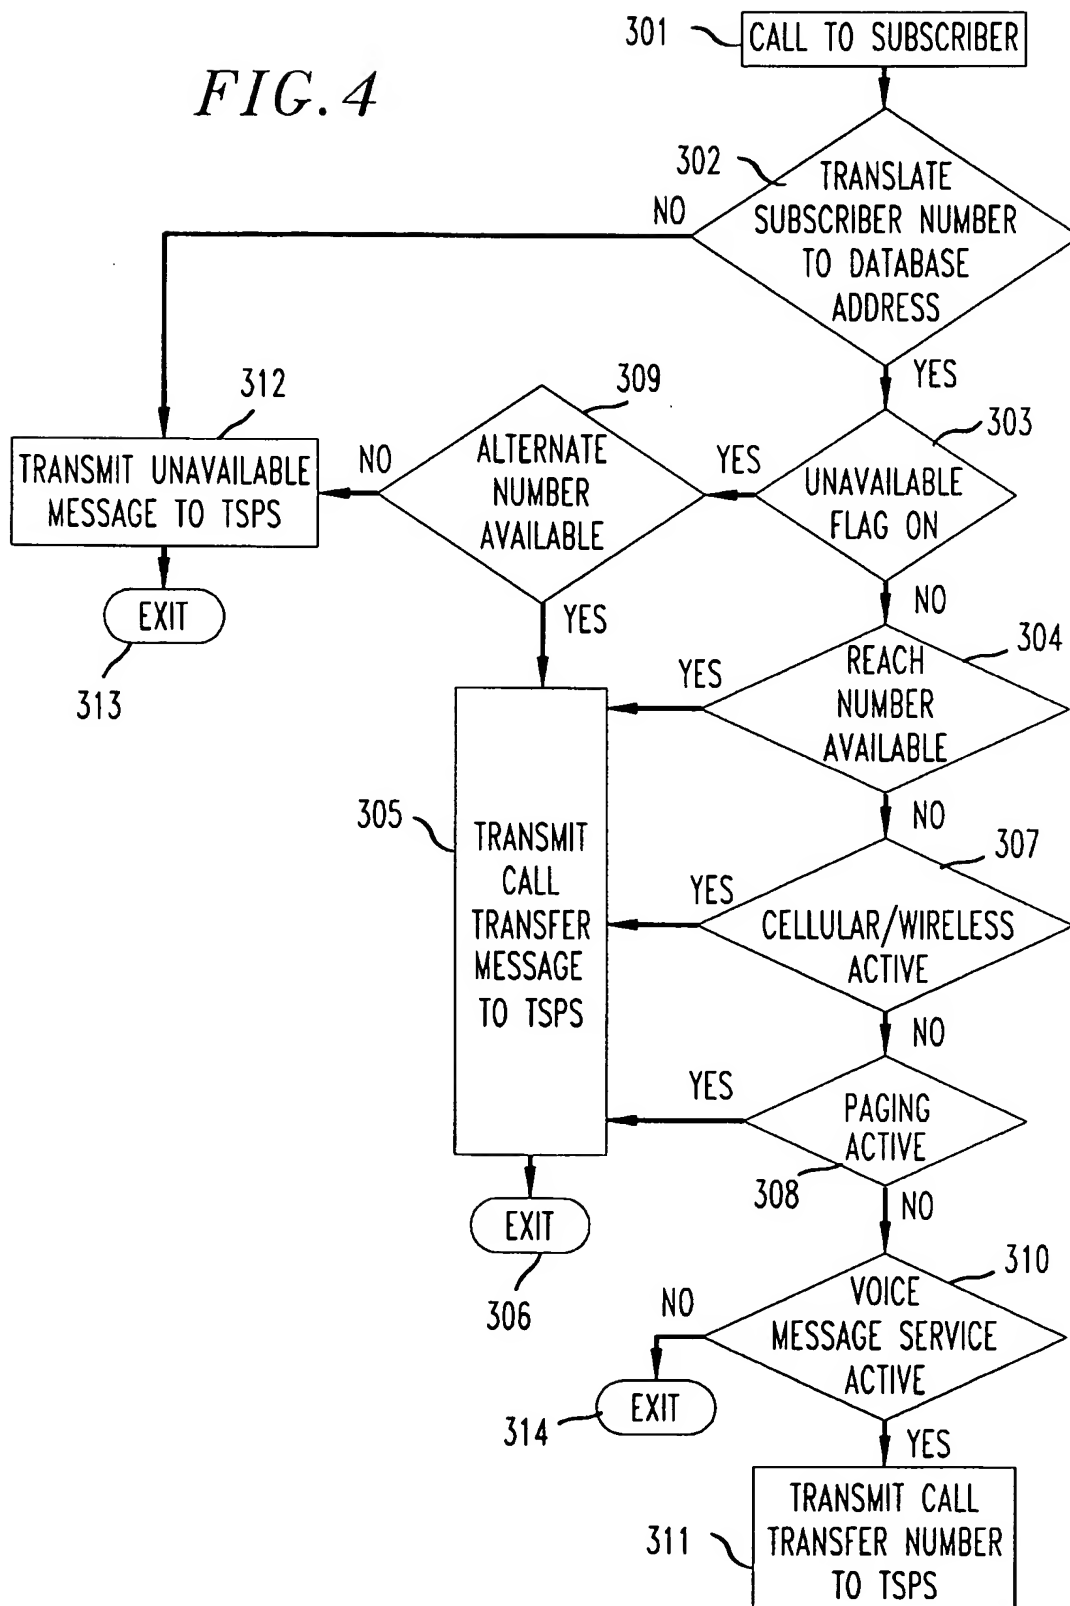 FIG. 4
301
CALL TO SUBSCRIBER
302
TRANSLATE
SUBSCRIBER NUMBER
TO DATABASE
ADDRESS
NO
YES
312
TRANSMIT UNAVAILABLE
MESSAGE TO TSPS
EXIT
313
309
ALTERNATE
NUMBER
AVAILABLE
NO
YES
303
UNAVAILABLE
FLAG ON
YES
NO
304
REACH
NUMBER
AVAILABLE
YES
NO
305
TRANSMIT
CALL
TRANSFER
MESSAGE
TO TSPS
307
CELLULAR/WIRELESS
ACTIVE
YES
NO
PAGING
ACTIVE
308
YES
NO
EXIT
306
310
VOICE
MESSAGE SERVICE
ACTIVE
NO
EXIT
314
YES
311
TRANSMIT CALL
TRANSFER NUMBER
TO TSPS